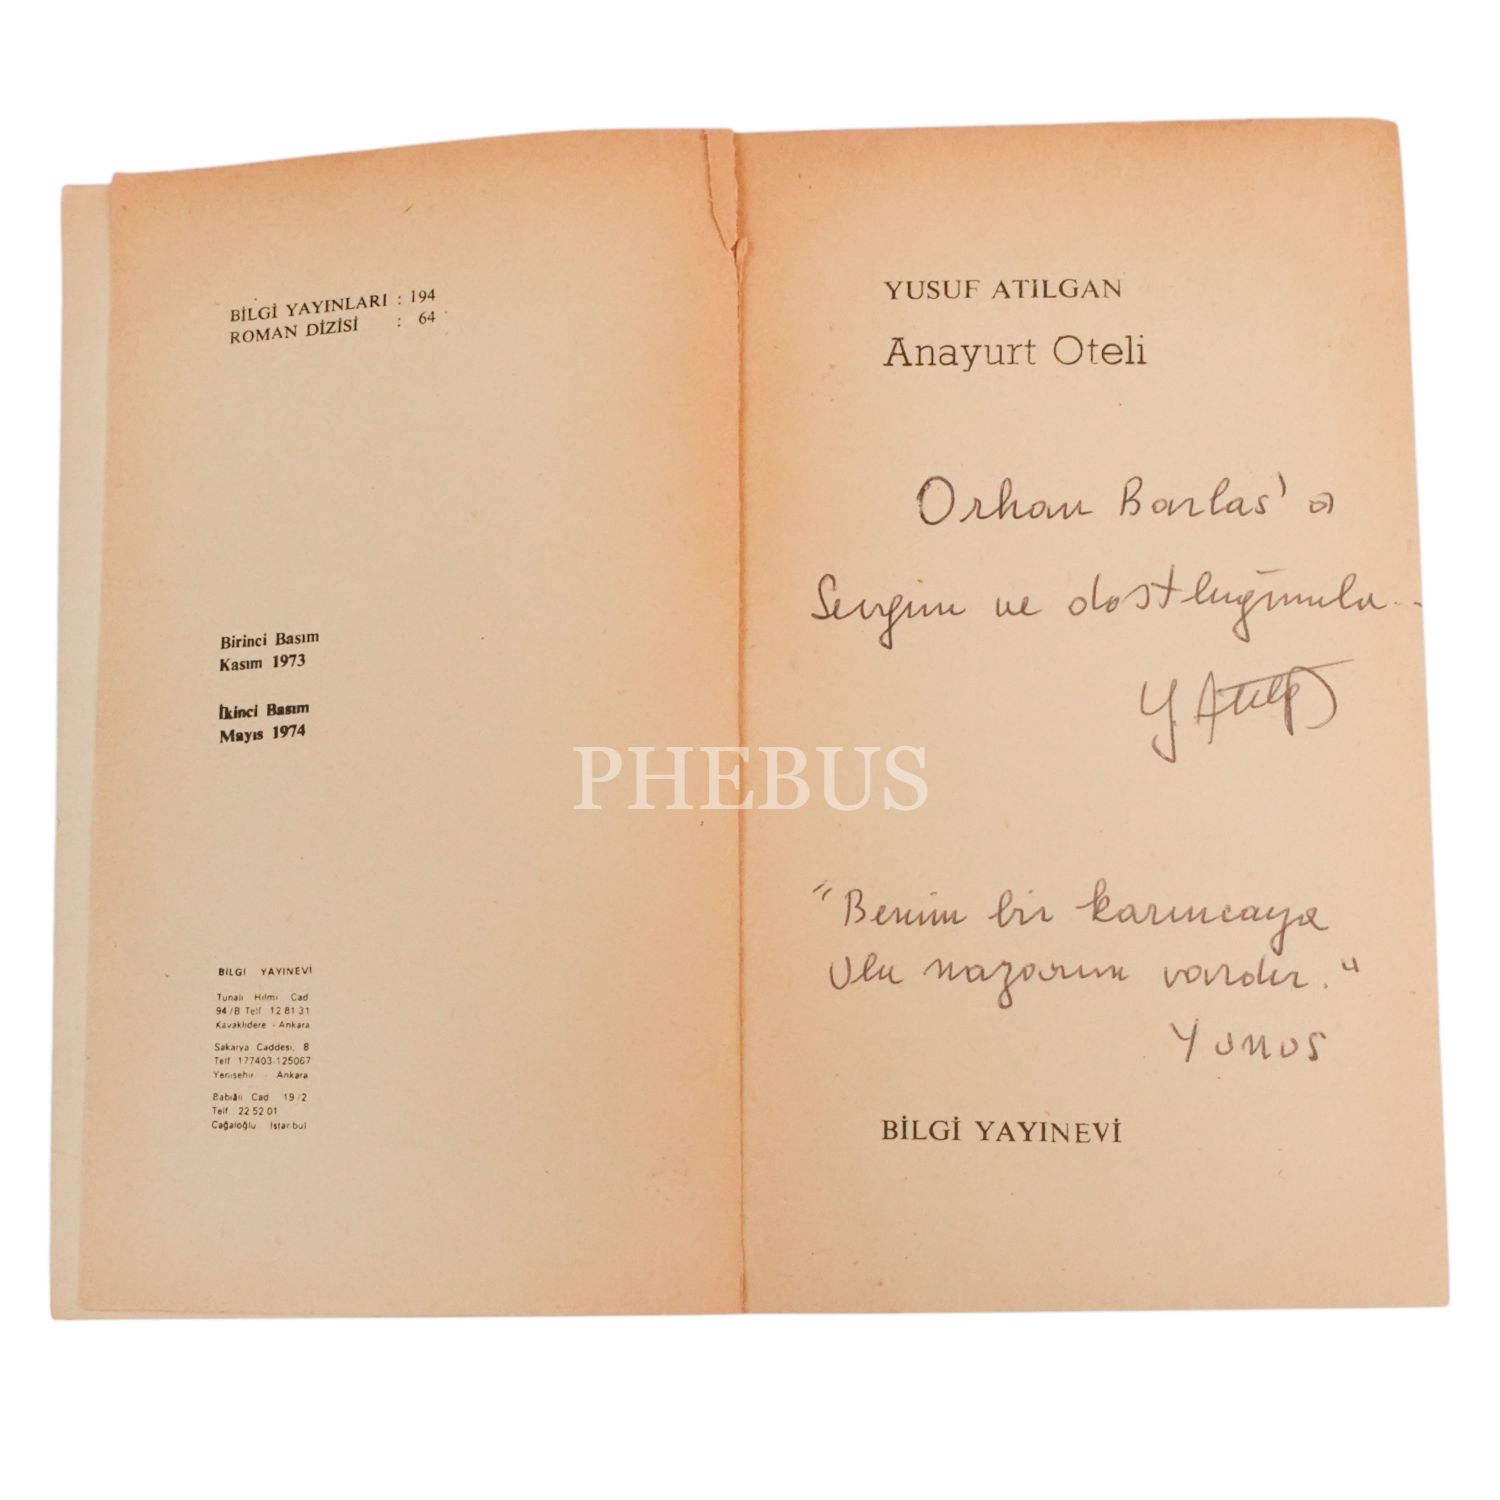 BİLGİ YAYINLARI : 194
ROMAN DİZİSİ : 64
Birinci Basım
Kasım 1973
İkinci Basım
Mayıs 1974
BİLGİ YAYINEVİ
Tunalı Hilmi Cad
94/B Telf 12 81 31
Kavaklıdere - Ankara
Sakarya Caddesi, 8
Telf 177403-125067
Yenişehir - Ankara
Babıâli Cad 19/2
Telf 22 52 01
Cağaloğlu İstanbul
YUSUF ATILGAN
Anayurt Oteli
Orhan Barlas'a
Sevgim ve dostluğumla..
Y Atılg
"Benim bir karıncaya
Ulu nazarım vardır."
Yunus
BİLGİ YAYINEVİ
PHEBUS